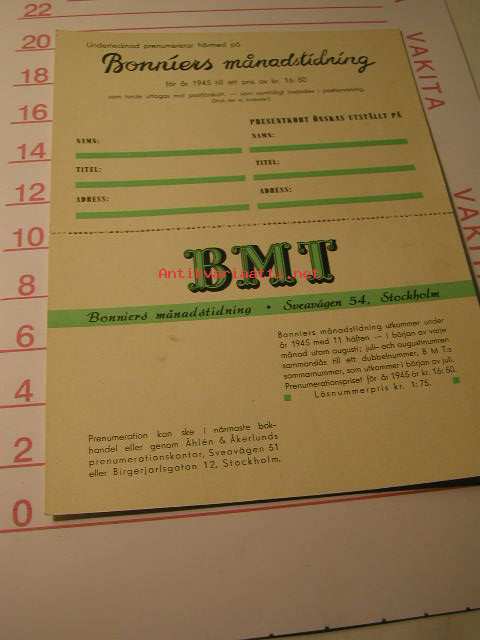 22
20
18
16
14
12
10
8
6
4
2
0
VAKITA
VAKITA
Undertecknad prenumererar härmed på
Bonniers månadstidning
för år 1945 till ett pris av kr. 16:50
PRESENTKORT ÖNSKAS UTSTÄLLT PÅ
NAMN:
NAMN:
TITEL:
TITEL:
ADRESS:
ADRESS:
BMT
Antikvariaatti.net
Bonniers månadstidning • Sveavägen 54, Stockholm
Bonniers månadstidning utkommer under
år 1945 med 11 häften — i början av varje
månad utom augusti; juli- och augustinumren
sammanslås till ett dubbelnummer, B M T:s
sommarnummer, som utkommer i början av juli.
Prenumerationspriset för år 1945 är kr. 16:50.
Lösnummerpris kr. 1:75.
Prenumeration kan ske i närmaste bok-
handel eller genom Åhlén & Åkerlunds
prenumerationskontor, Sveavägen 51
eller Birgerjarlsgatan 12, Stockholm.